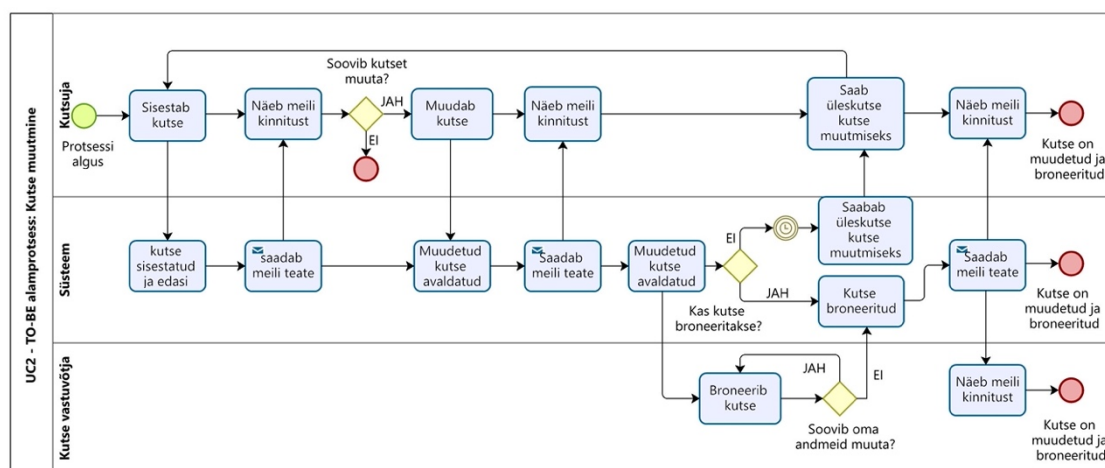 UC2 - TO-BE alamprotsess: Kutse muutmine
Kutsuja
Protsessi
algus
Sisestab
kutse
Näeb meili
kinnitust
Soovib kutset
muuta?
JAH
EI
Muudab
kutse
Näeb meili
kinnitust
Saab
üleskutse
kutse
muutmiseks
Näeb meili
kinnitust
Kutse on
muudetud ja
broneeritud
Süsteem
kutse
sisestatud
ja edasi
saadab
meili teate
Muudetud
kutse
avaldatud
Saadab
meili teate
Muudetud
kutse
avaldatud
EI
JAH
Kas kutse
broneeritakse?
Saabab
üleskutse
kutse
muutmiseks
Kutse
broneeritud
Saadab
meili teate
Kutse on
muudetud ja
broneeritud
Kutse vastuvõtja
Broneerib
kutse
JAH
EI
Soovib oma
andmeid muuta?
Näeb meili
kinnitust
Kutse on
muudetud ja
broneeritud